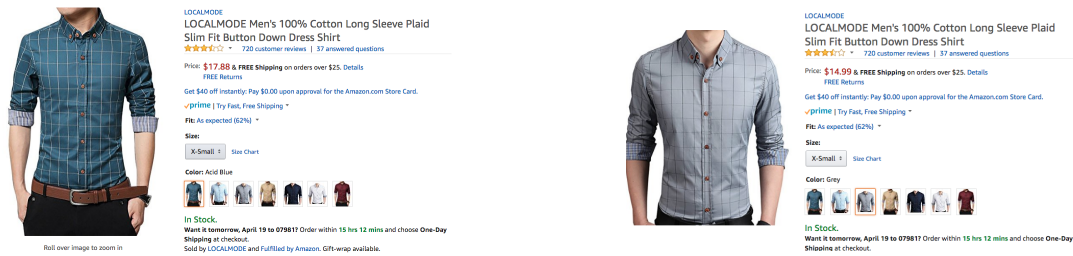 LOCALMODE
LOCALMODE Men's 100% Cotton Long Sleeve Plaid
Slim Fit Button Down Dress Shirt
720 customer reviews | 37 answered questions
Price: $17.88 & FREE Shipping on orders over $25. Details
FREE Returns
Get $40 off instantly: Pay $0.00 upon approval for the Amazon.com Store Card.
prime | Try Fast, Free Shipping
Fit: As expected (62%)
Size:
X-Small Size Chart
Color: Acid Blue
In Stock.
Want it tomorrow, April 19 to 07981? Order within 15 hrs 12 mins and choose One-Day
Shipping at checkout.
Sold by LOCALMODE and Fulfilled by Amazon. Gift-wrap available.
Roll over image to zoom in
LOCALMODE
LOCALMODE Men's 100% Cotton Long Sleeve Plaid
Slim Fit Button Down Dress Shirt
720 customer reviews | 37 answered questions
Price: $14.99 & FREE Shipping on orders over $25. Details
FREE Returns
Get $40 off instantly: Pay $0.00 upon approval for the Amazon.com Store Card.
prime | Try Fast, Free Shipping
Fit: As expected (62%)
Size:
X-Small Size Chart
Color: Grey
In Stock.
Want it tomorrow, April 19 to 07981? Order within 15 hrs 12 mins and choose One-Day
Shipping at checkout.